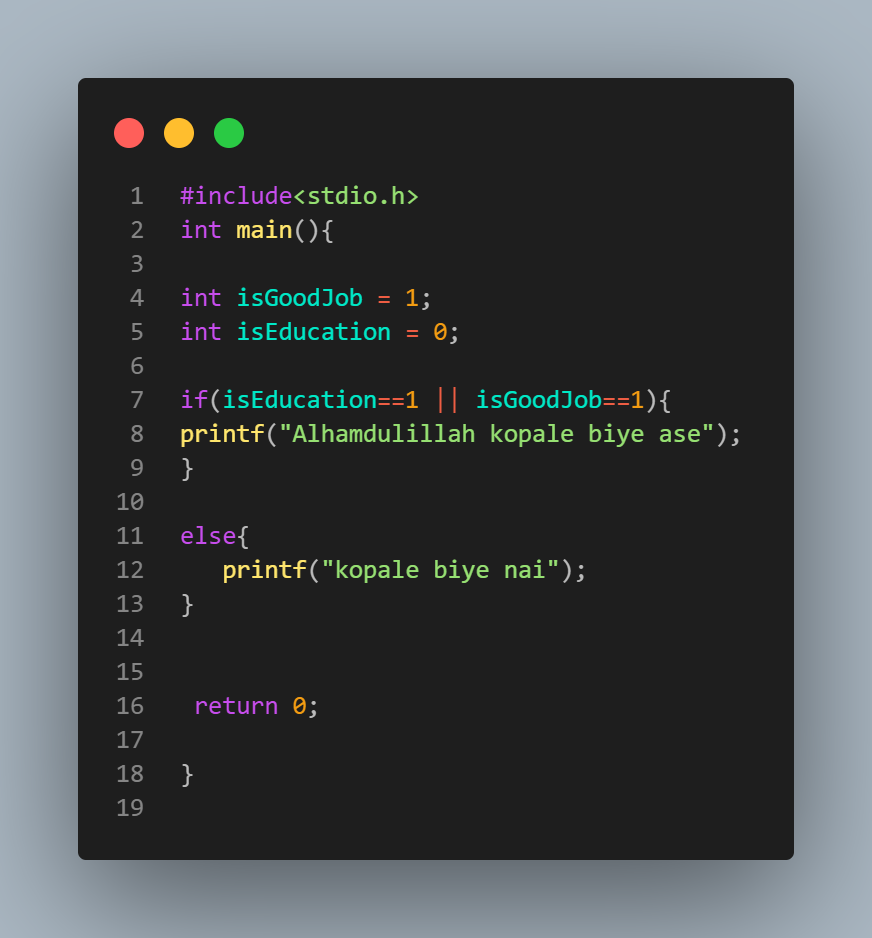 1 #include<stdio.h>
2 int main(){
3
4 int isGoodJob = 1;
5 int isEducation = 0;
6
7 if(isEducation==1 || isGoodJob==1){
8 printf("Alhamdulillah kopale biye ase");
9 }
10
11 else{
12    printf("kopale biye nai");
13 }
14
15
16  return 0;
17
18 }
19